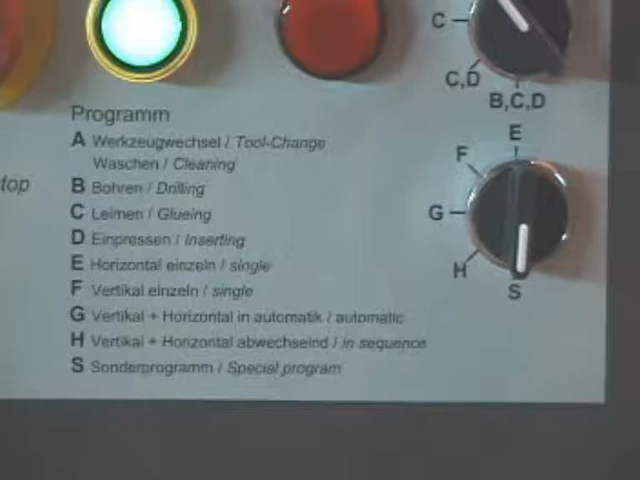 C
C,D
B,C,D
Programm
A Werkzeugwechsel / Tool-Change
Waschen / Cleaning
top
B Bohren / Drilling
C Leimen / Glueing
D Einpressen / Inserting
E Horizontal einzeln / single
F Vertikal einzeln / single
G Vertikal + Horizontal in automatik / automatic
H Vertikal + Horizontal abwechselnd / in sequence
S Sonderprogramm / Special program
E
F
G
H
S